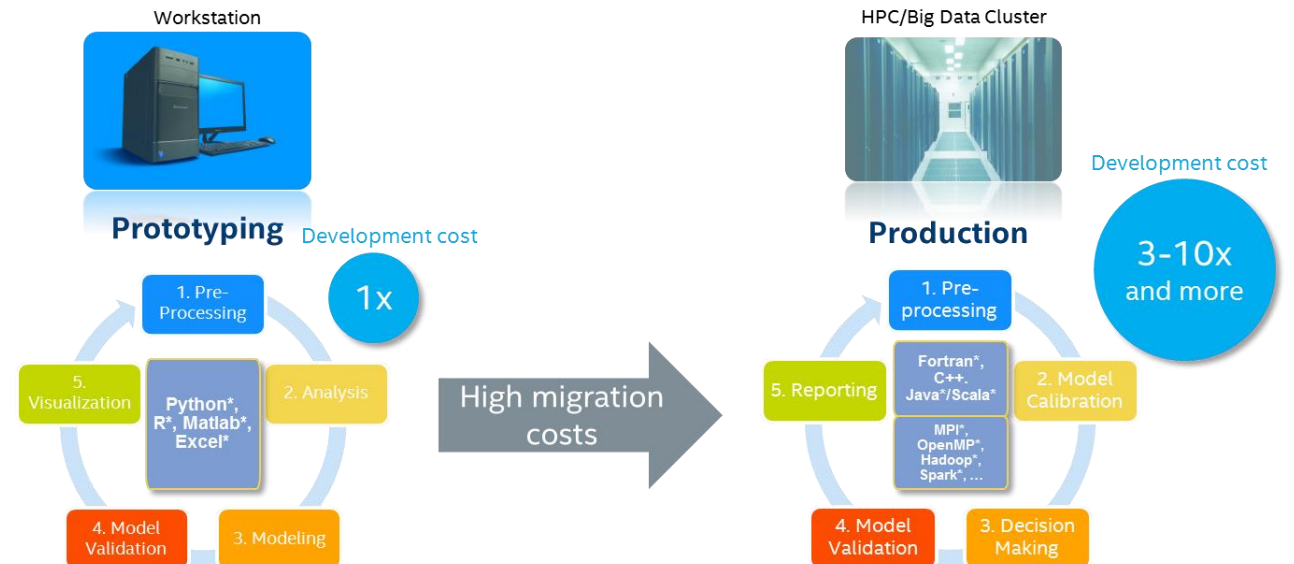 Workstation
HPC/Big Data Cluster
Development cost
Prototyping
Development cost
Production
3-10x
and more
1x
1. Pre-
Processing
2. Analysis
3. Modeling
4. Model
Validation
5.
Visualization
Python*,
R*, Matlab*,
Excel*
High migration
costs
1. Pre-
processing
2. Model
Calibration
3. Decision
Making
4. Model
Validation
5. Reporting
Fortran*,
C++.
Java*/Scala*
MPI*,
OpenMP*,
Hadoop*,
Spark*, ...